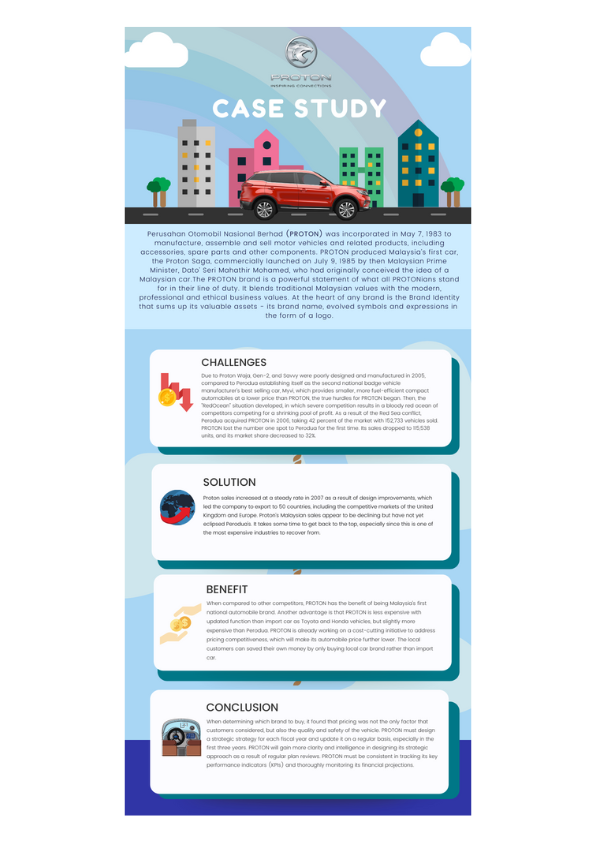 PROTON
INSPIRING CONNECTIONS
CASE STUDY
Perusahan Otomobil Nasional Berhad (PROTON) was incorporated in May 7, 1983 to
manufacture, assemble and sell motor vehicles and related products, including
accessories, spare parts and other components. PROTON produced Malaysia's first car,
the Proton Saga, commercially launched on July 9, 1985 by then Malaysian Prime
Minister, Dato' Seri Mahathir Mohamed, who had originally conceived the idea of a
Malaysian car.The PROTON brand is a powerful statement of what all PROTONians stand
for in their line of duty. It blends traditional Malaysian values with the modern,
professional and ethical business values. At the heart of any brand is the Brand Identity
that sums up its valuable assets - its brand name, evolved symbols and expressions in
the form of a logo.
CHALLENGES
Due to Proton Waja, Gen-2, and Savvy were poorly designed and manufactured in 2005,
compared to Perodua establishing itself as the second national badge vehicle
manufacturer's best selling car, Myvi, which provides smaller, more fuel-efficient compact
automobiles at a lower price than PROTON, the true hurdles for PROTON began. Then, the
"RedOcean" situation developed, in which severe competition results in a bloody red ocean of
competitors competing for a shrinking pool of profit. As a result of the Red Sea conflict,
Perodua acquired PROTON in 2006, taking 42 percent of the market with 152,733 vehicles sold.
PROTON lost the number one spot to Perodua for the first time. Its sales dropped to 115,538
units, and its market share decreased to 32%.
SOLUTION
Proton sales increased at a steady rate in 2007 as a result of design improvements, which
led the company to export to 50 countries, including the competitive markets of the United
Kingdom and Europe. Proton's Malaysian sales appear to be declining but have not yet
eclipsed Perodua's. It takes some time to get back to the top, especially since this is one of
the most expensive industries to recover from.
BENEFIT
When compared to other competitors, PROTON has the benefit of being Malaysia's first
national automobile brand. Another advantage is that PROTON is less expensive with
updated function than import car as Toyota and Honda vehicles, but slightly more
expensive than Perodua. PROTON is already working on a cost-cutting initiative to address
pricing competitiveness, which will make its automobile price further lower. The local
customers can saved their own money by only buying local car brand rather than import
car.
CONCLUSION
When determining which brand to buy, it found that pricing was not the only factor that
customers considered, but also the quality and safety of the vehicle. PROTON must design
a strategic strategy for each fiscal year and update it on a regular basis, especially in the
first three years. PROTON will gain more clarity and intelligence in designing its strategic
approach as a result of regular plan reviews. PROTON must be consistent in tracking its key
performance indicators (KPIs) and thoroughly monitoring its financial projections.